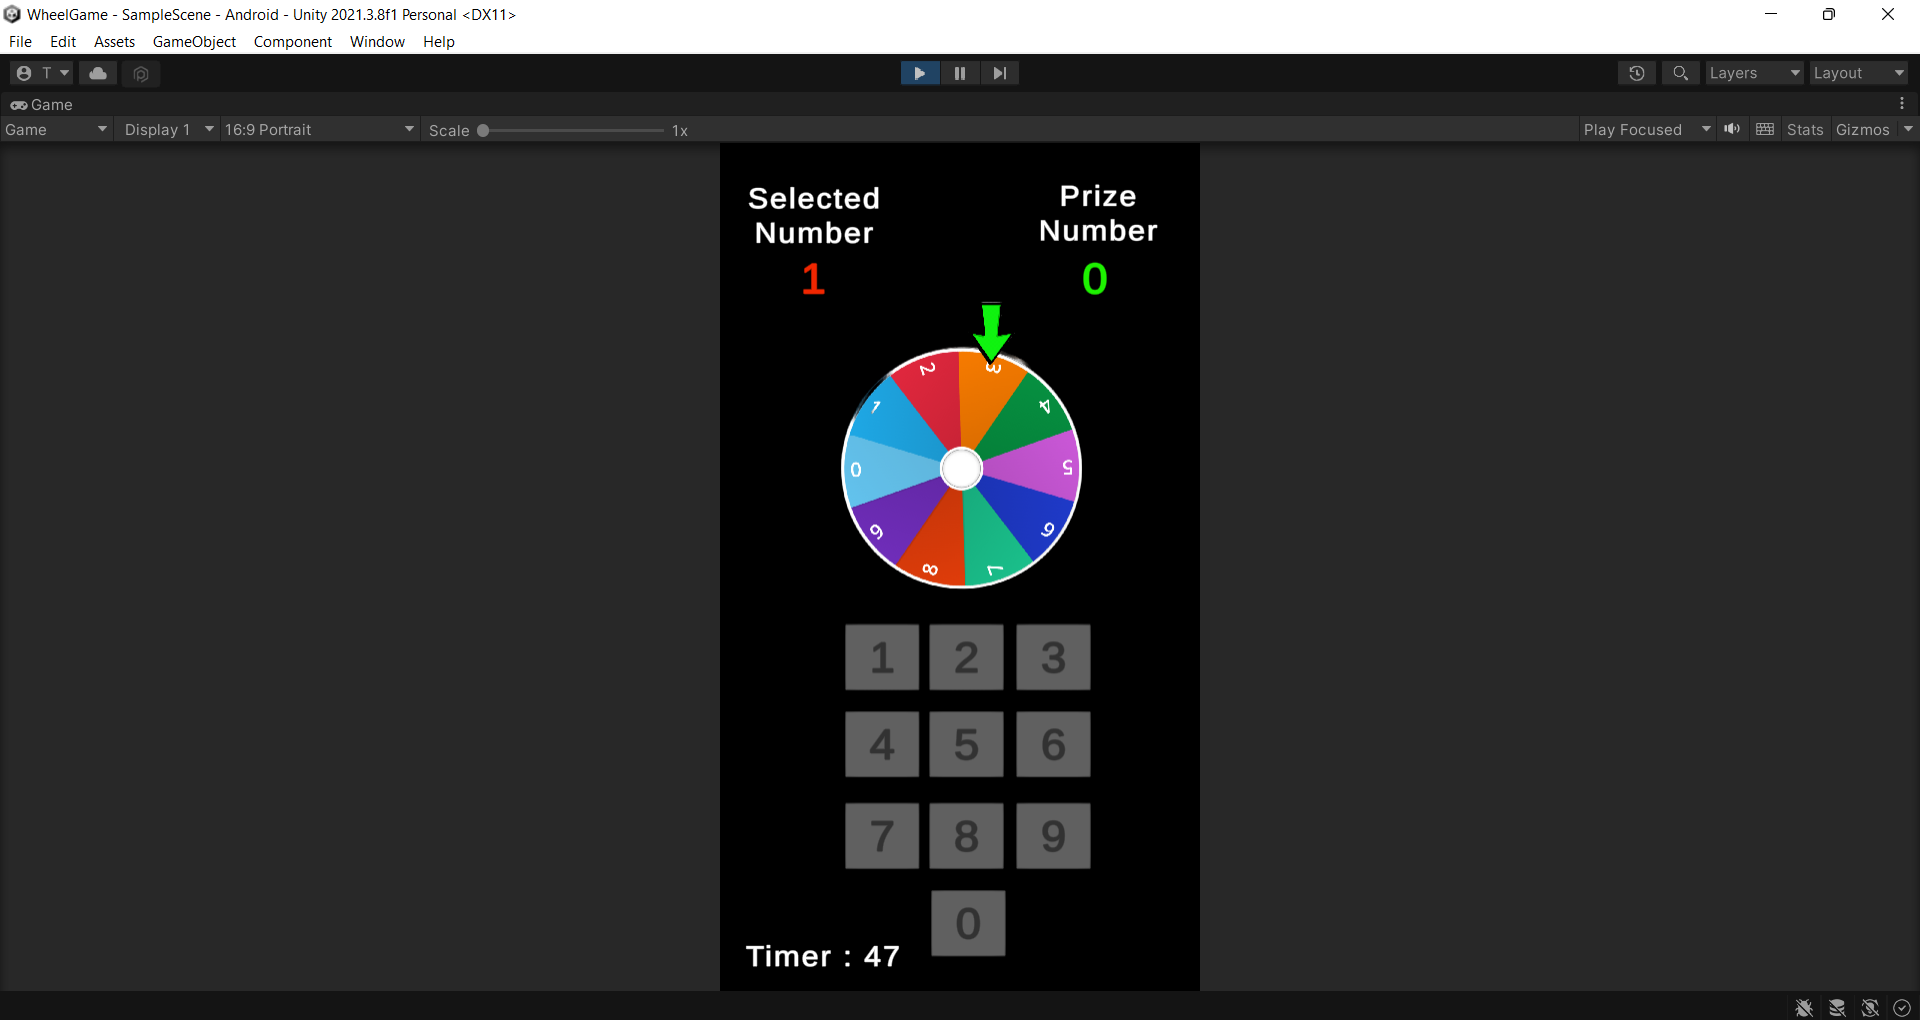 WheelGame - SampleScene - Android - Unity 2021.3.8f1 Personal <DX11>
File Edit Assets GameObject Component Window Help
T Layers Layout
Game
Game Display 1 16:9 Portrait Scale 1x Play Focused Stats Gizmos
Selected Prize
Number Number
1 0
2 3
1 4
0 5
9 6
8 7
1 2 3
4 5 6
7 8 9
0
Timer : 47